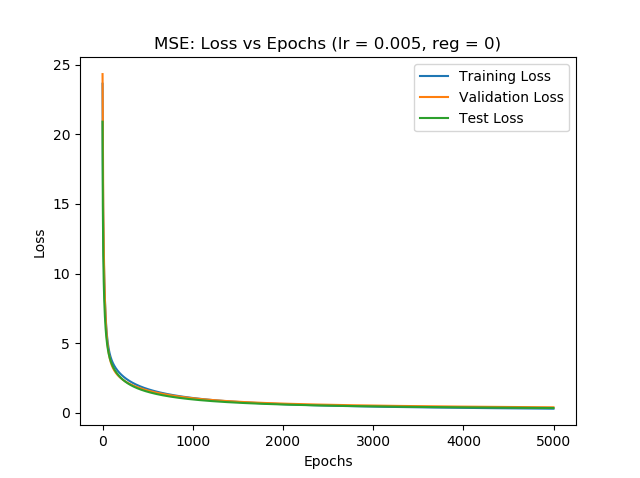 MSE: Loss vs Epochs (lr = 0.005, reg = 0)
Training Loss
Validation Loss
Test Loss
25
20
15
10
5
0
Loss
0 1000 2000 3000 4000 5000
Epochs